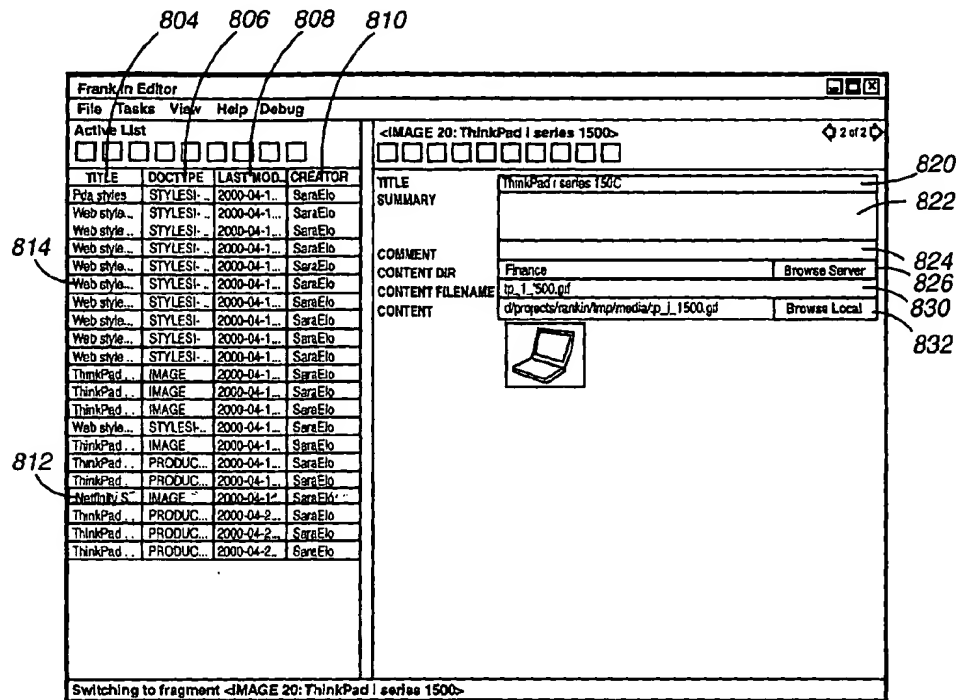 804 806 808 810
Franklin Editor
File Tasks View Help Debug
Active List
<IMAGE 20: ThinkPad i series 1500>
2 of 2
TITLE DOCTYPE LAST MOD... CREATOR
Pda styles STYLESI-... 2000-04-1... SaraElo
Web style... STYLESI-... 2000-04-1... SaraElo
Web style... STYLESI-... 2000-04-1... SaraElo
Web style... STYLESI-... 2000-04-1... SaraElo
Web style... STYLESI-... 2000-04-1... SaraElo
Web style... STYLESI-... 2000-04-1... SaraElo
Web style... STYLESI-... 2000-04-1... SaraElo
Web style... STYLESI-... 2000-04-1... SaraElo
Web style... STYLESI-... 2000-04-1... SaraElo
Web style... STYLESI-... 2000-04-1... SaraElo
ThinkPad... IMAGE 2000-04-1... SaraElo
ThinkPad... IMAGE 2000-04-1... SaraElo
ThinkPad... IMAGE 2000-04-1... SaraElo
Web style... STYLESI-... 2000-04-1... SaraElo
ThinkPad... IMAGE 2000-04-1... SaraElo
ThinkPad... PRODUC... 2000-04-1... SaraElo
ThinkPad... PRODUC... 2000-04-1... SaraElo
Netfinity S... IMAGE 2000-04-1... SaraElo
ThinkPad... PRODUC... 2000-04-2... SaraElo
ThinkPad... PRODUC... 2000-04-2... SaraElo
ThinkPad... PRODUC... 2000-04-2... SaraElo
814
812
TITLE ThinkPad i series 150C
SUMMARY
COMMENT
CONTENT DIR Finance Browse Server
CONTENT FILENAME tp_1_1500.gif
CONTENT d/projects/rankin/tmp/media/tp_i_1500.gif Browse Local
820
822
824
826
830
832
Switching to fragment <IMAGE 20: ThinkPad i series 1500>